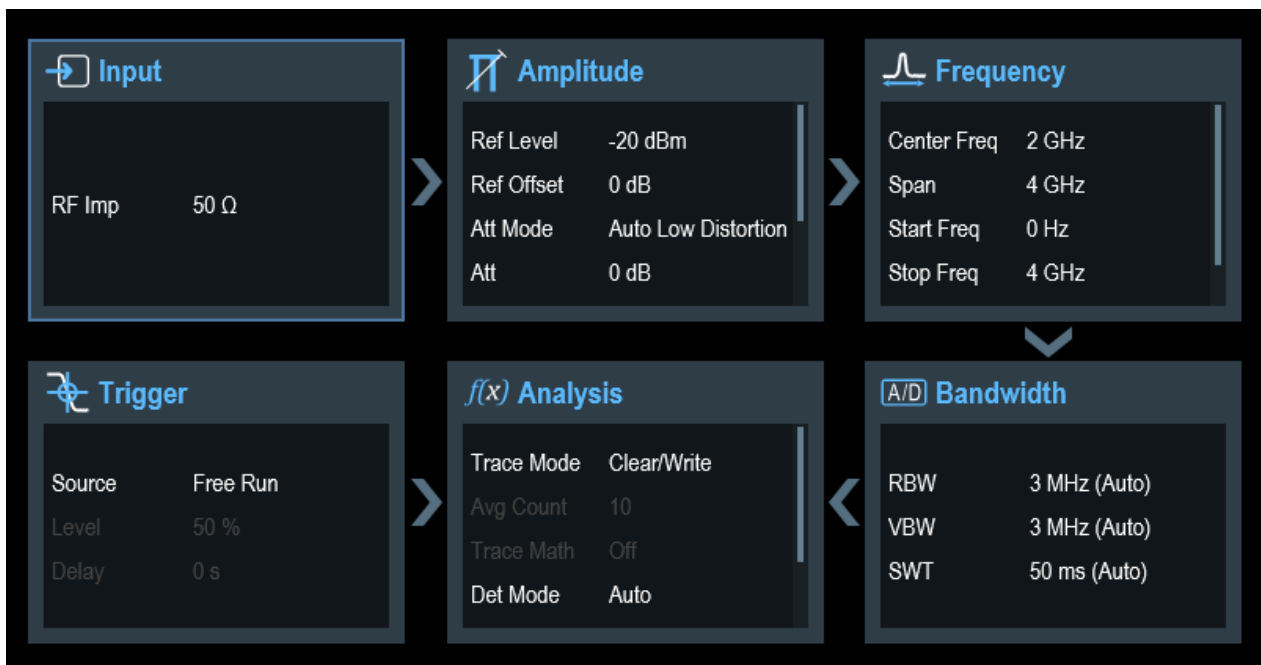 Input
RF Imp 50 Ω
Amplitude
Ref Level -20 dBm
Ref Offset 0 dB
Att Mode Auto Low Distortion
Att 0 dB
Frequency
Center Freq 2 GHz
Span 4 GHz
Start Freq 0 Hz
Stop Freq 4 GHz
Trigger
Source Free Run
Level 50 %
Delay 0 s
f(x) Analysis
Trace Mode Clear/Write
Avg Count 10
Trace Math Off
Det Mode Auto
A/D Bandwidth
RBW 3 MHz (Auto)
VBW 3 MHz (Auto)
SWT 50 ms (Auto)